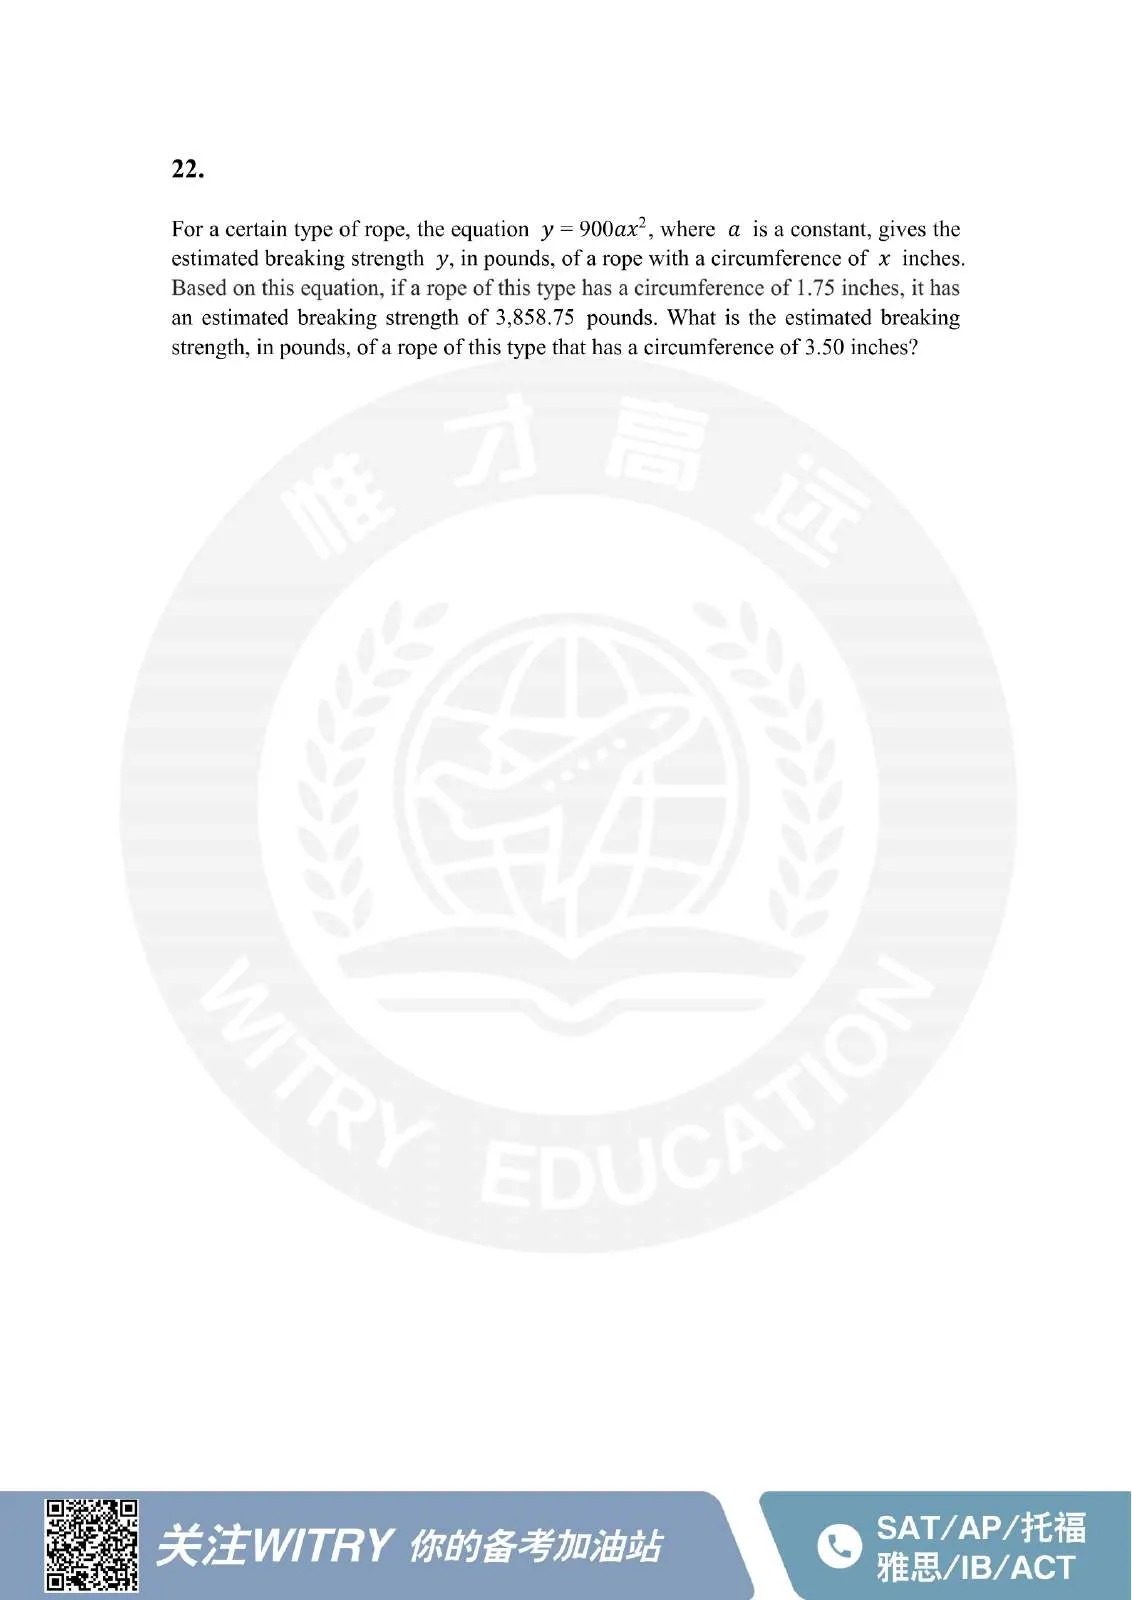 22.
For a certain type of rope, the equation y = 900ax², where a is a constant, gives the
estimated breaking strength y, in pounds, of a rope with a circumference of x inches.
Based on this equation, if a rope of this type has a circumference of 1.75 inches, it has
an estimated breaking strength of 3,858.75 pounds. What is the estimated breaking
strength, in pounds, of a rope of this type that has a circumference of 3.50 inches?
惟才高远
WITRY EDUCATION
关注WITRY 你的备考加油站
SAT/AP/托福
雅思/IB/ACT